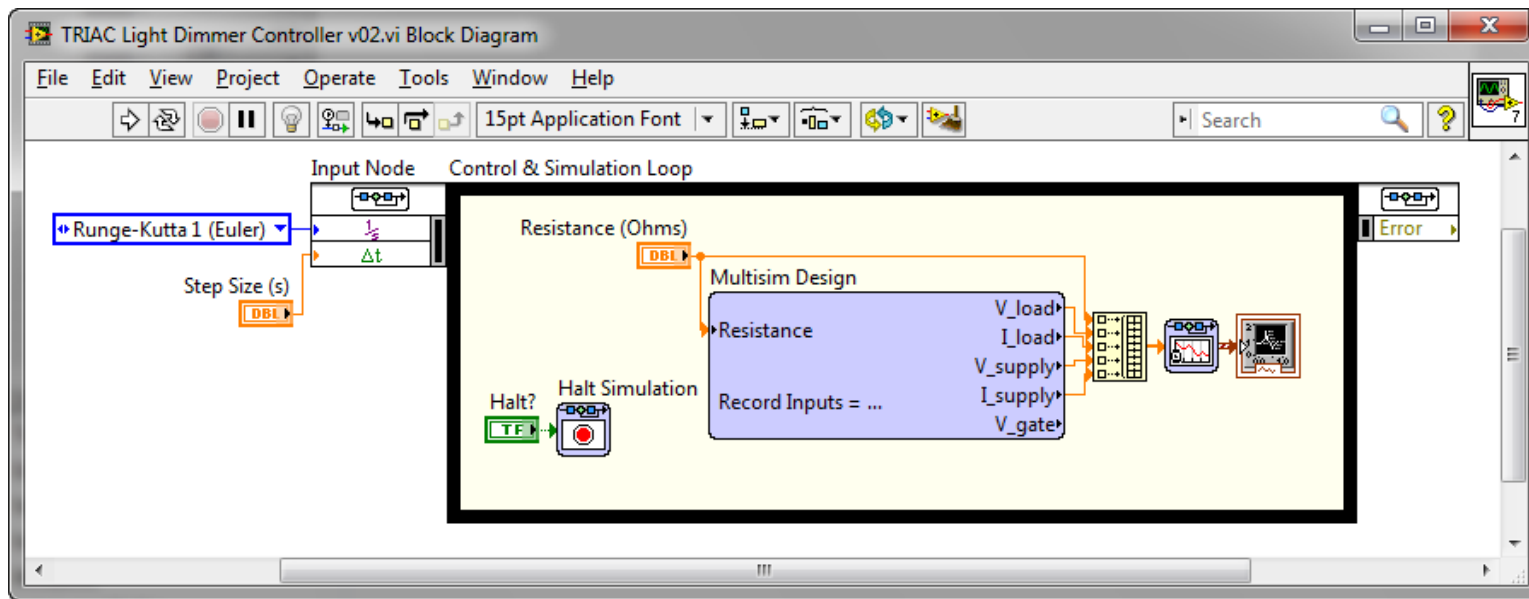 TRIAC Light Dimmer Controller v02.vi Block Diagram
File Edit View Project Operate Tools Window Help
15pt Application Font
Search
7
Input Node
Control & Simulation Loop
Runge-Kutta 1 (Euler)
1/s
Δt
Error
Step Size (s)
DBL
Resistance (Ohms)
DBL
Multisim Design
Resistance
Record Inputs = ...
V_load
I_load
V_supply
I_supply
V_gate
Halt?
TF
Halt Simulation